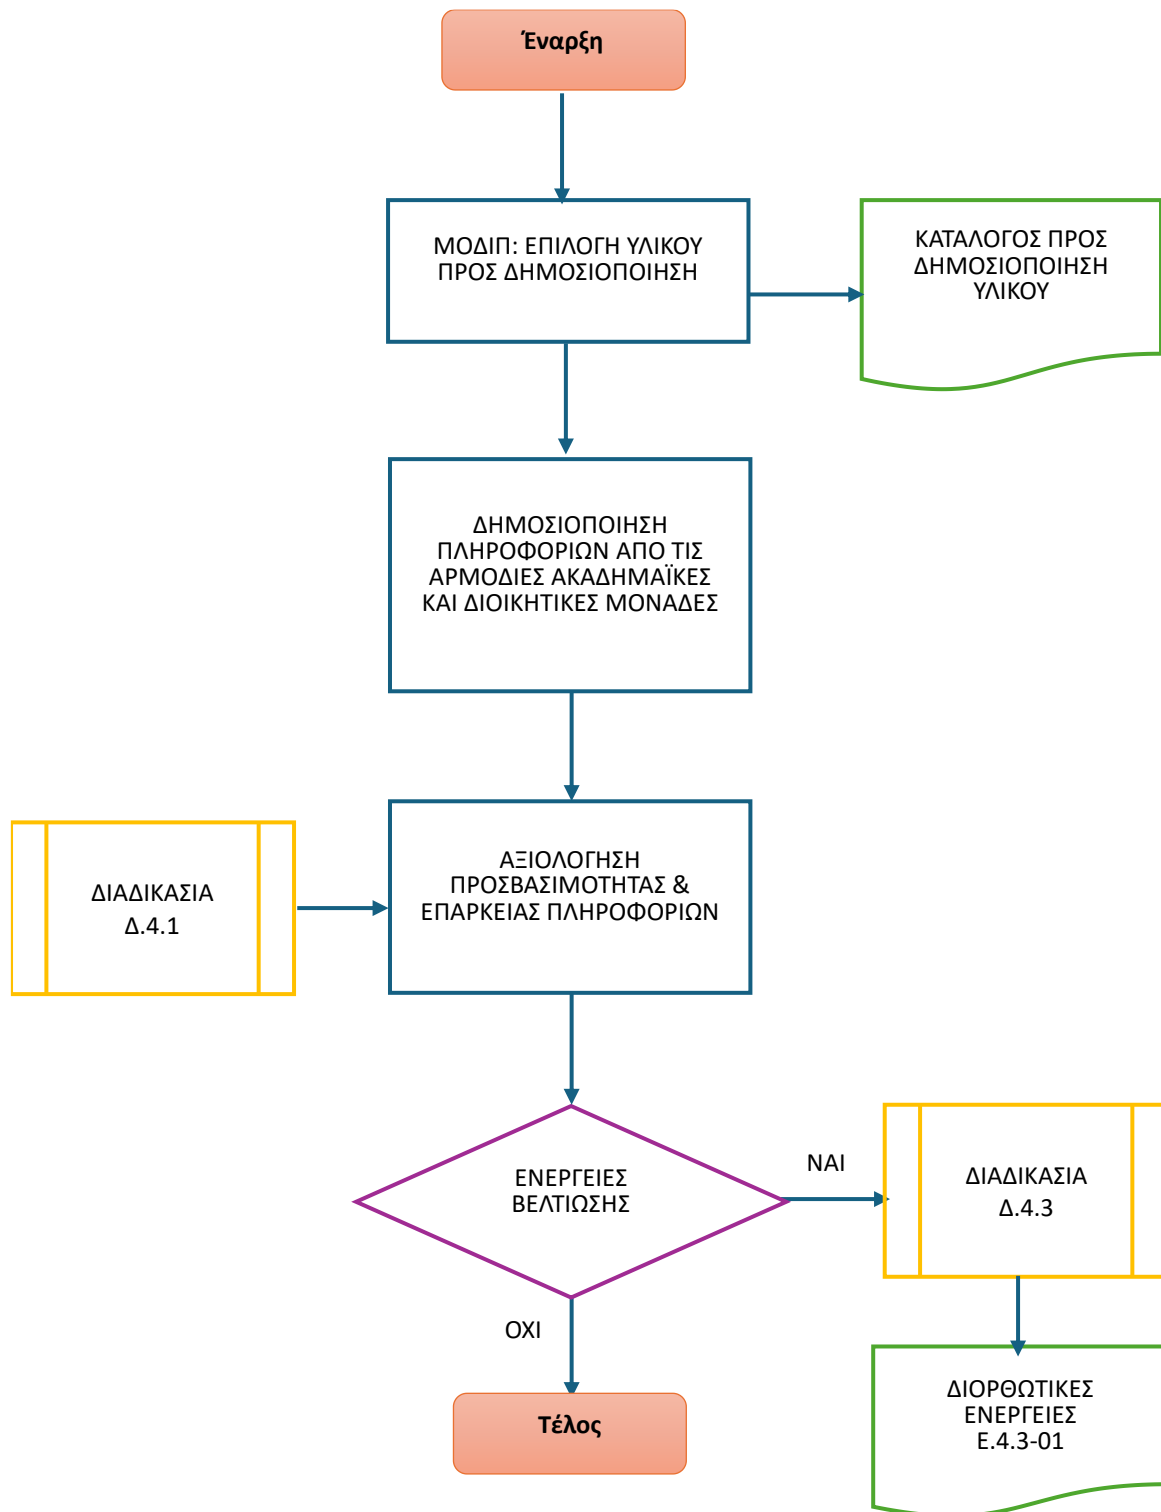 Έναρξη
ΜΟΔΙΠ: ΕΠΙΛΟΓΗ ΥΛΙΚΟΥ
ΠΡΟΣ ΔΗΜΟΣΙΟΠΟΙΗΣΗ
ΚΑΤΑΛΟΓΟΣ ΠΡΟΣ
ΔΗΜΟΣΙΟΠΟΙΗΣΗ
ΥΛΙΚΟΥ
ΔΗΜΟΣΙΟΠΟΙΗΣΗ
ΠΛΗΡΟΦΟΡΙΩΝ ΑΠΟ ΤΙΣ
ΑΡΜΟΔΙΕΣ ΑΚΑΔΗΜΑΪΚΕΣ
ΚΑΙ ΔΙΟΙΚΗΤΙΚΕΣ ΜΟΝΑΔΕΣ
ΔΙΑΔΙΚΑΣΙΑ
Δ.4.1
ΑΞΙΟΛΟΓΗΣΗ
ΠΡΟΣΒΑΣΙΜΟΤΗΤΑΣ &
ΕΠΑΡΚΕΙΑΣ ΠΛΗΡΟΦΟΡΙΩΝ
ΕΝΕΡΓΕΙΕΣ
ΒΕΛΤΙΩΣΗΣ
ΝΑΙ
ΔΙΑΔΙΚΑΣΙΑ
Δ.4.3
ΟΧΙ
Τέλος
ΔΙΟΡΘΩΤΙΚΕΣ
ΕΝΕΡΓΕΙΕΣ
Ε.4.3-01